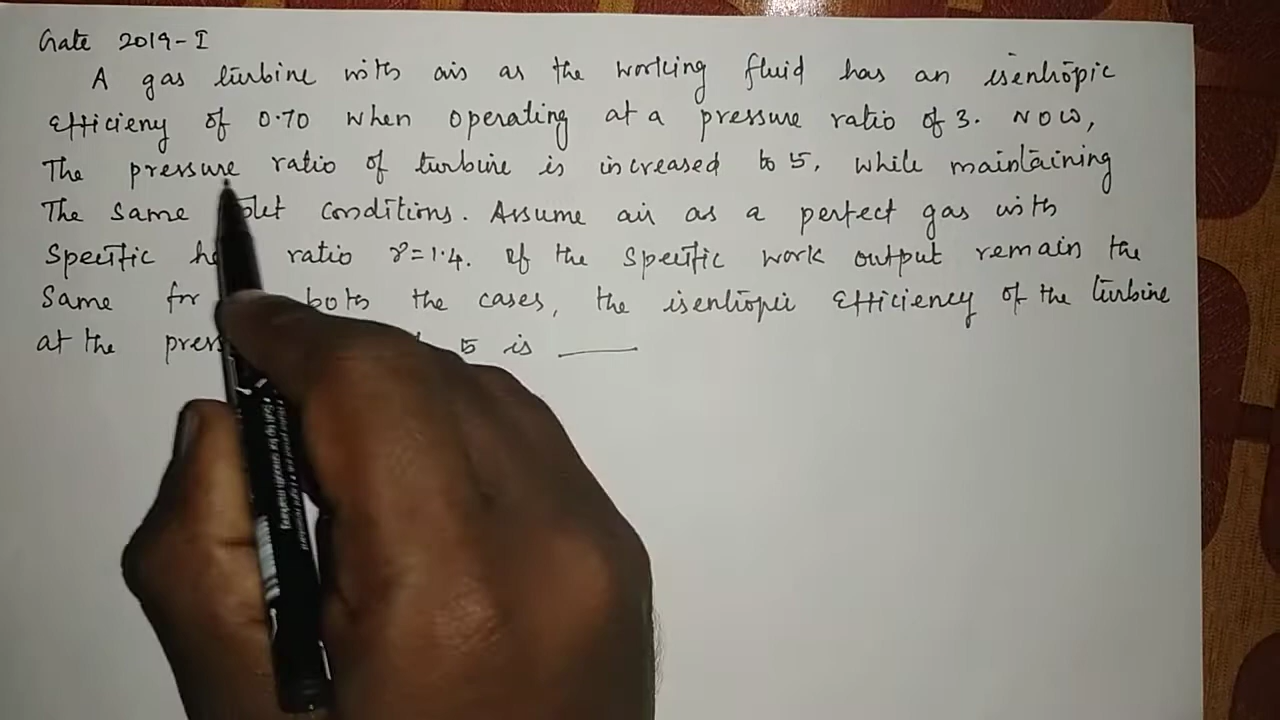 Gate 2019-I
A gas turbine with air as the working fluid has an isentropic
Efficieny of 0.70 when operating at a pressure ratio of 3. NOW,
The pressure ratio of turbine is increased to 5, while maintaining
The same conditions. Assume air as a perfect gas with
Specific ratio γ=1.4. If the specific work output remain the
Same for both the cases, the isentropic Efficiency of the turbine
at the 5 is ____